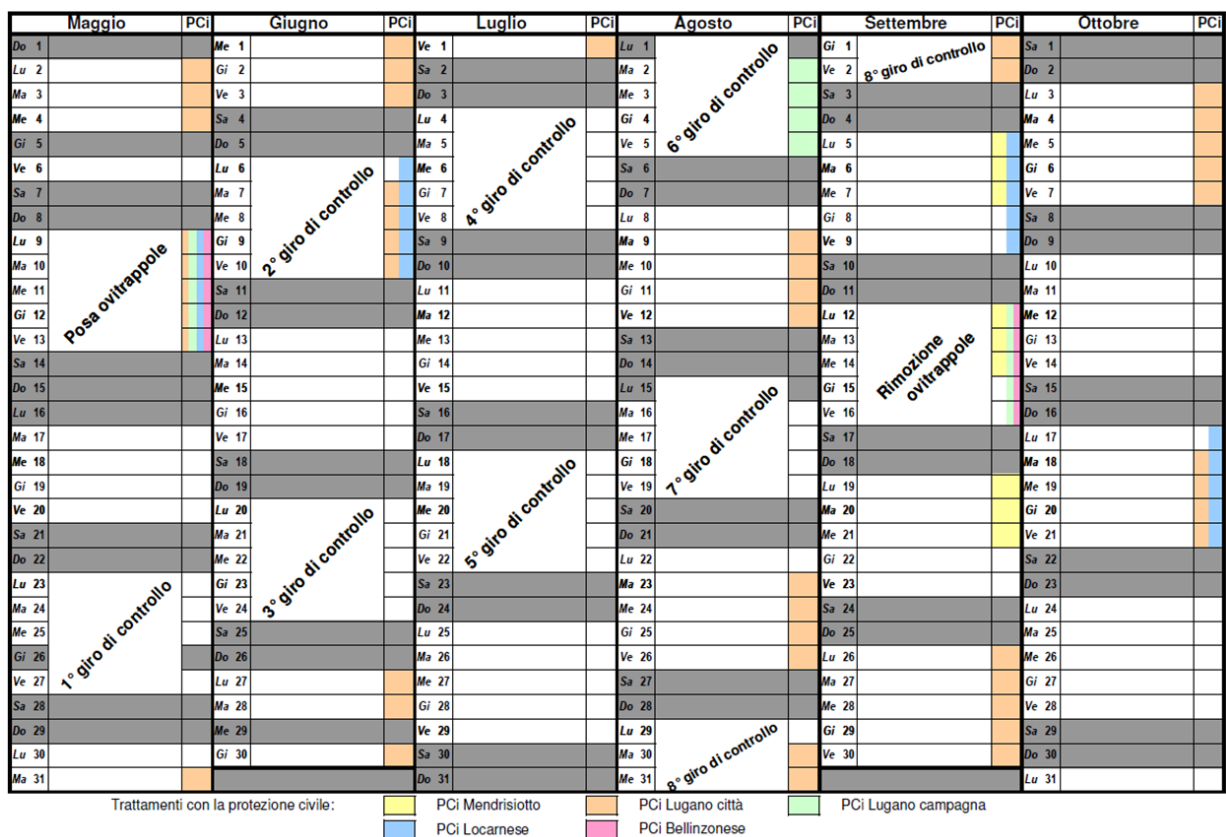 Maggio PCi Giugno PCi Luglio PCi Agosto PCi Settembre PCi Ottobre PCi
Do 1 Me 1 Ve 1 Lu 1 Gi 1 Sa 1
Lu 2 Gi 2 Sa 2 Ma 2 Ve 2 Do 2
Ma 3 Ve 3 Do 3 Me 3 Sa 3 Lu 3
Me 4 Sa 4 Lu 4 Gi 4 Do 4 Ma 4
Gi 5 Do 5 Ma 5 Ve 5 Lu 5 Me 5
Ve 6 Lu 6 Me 6 Sa 6 Ma 6 Gi 6
Sa 7 Ma 7 Gi 7 Do 7 Me 7 Ve 7
Do 8 Me 8 Ve 8 Lu 8 Gi 8 Sa 8
Lu 9 Gi 9 Sa 9 Ma 9 Ve 9 Do 9
Ma 10 Ve 10 Do 10 Me 10 Sa 10 Lu 10
Me 11 Sa 11 Lu 11 Gi 11 Do 11 Ma 11
Gi 12 Do 12 Ma 12 Ve 12 Lu 12 Me 12
Ve 13 Lu 13 Me 13 Sa 13 Ma 13 Gi 13
Sa 14 Ma 14 Gi 14 Do 14 Me 14 Ve 14
Do 15 Me 15 Ve 15 Lu 15 Gi 15 Sa 15
Lu 16 Gi 16 Sa 16 Ma 16 Ve 16 Do 16
Ma 17 Ve 17 Do 17 Me 17 Sa 17 Lu 17
Me 18 Sa 18 Lu 18 Gi 18 Do 18 Ma 18
Gi 19 Do 19 Ma 19 Ve 19 Lu 19 Me 19
Ve 20 Lu 20 Me 20 Sa 20 Ma 20 Gi 20
Sa 21 Ma 21 Gi 21 Do 21 Me 21 Ve 21
Do 22 Me 22 Ve 22 Lu 22 Gi 22 Sa 22
Lu 23 Gi 23 Sa 23 Ma 23 Ve 23 Do 23
Ma 24 Ve 24 Do 24 Me 24 Sa 24 Lu 24
Me 25 Sa 25 Lu 25 Gi 25 Do 25 Ma 25
Gi 26 Do 26 Ma 26 Ve 26 Lu 26 Me 26
Ve 27 Lu 27 Me 27 Sa 27 Ma 27 Gi 27
Sa 28 Ma 28 Gi 28 Do 28 Me 28 Ve 28
Do 29 Me 29 Ve 29 Lu 29 Gi 29 Sa 29
Lu 30 Gi 30 Sa 30 Ma 30 Ve 30 Do 30
Ma 31 Do 31 Me 31 Lu 31
Posa ovitrappole
1° giro di controllo
2° giro di controllo
3° giro di controllo
4° giro di controllo
5° giro di controllo
6° giro di controllo
7° giro di controllo
8° giro di controllo
8° giro di controllo
Rimozione
ovitrappole
Trattamenti con la protezione civile: PCi Mendrisiotto PCi Lugano città PCi Lugano campagna
PCi Locarnese PCi Bellinzonese